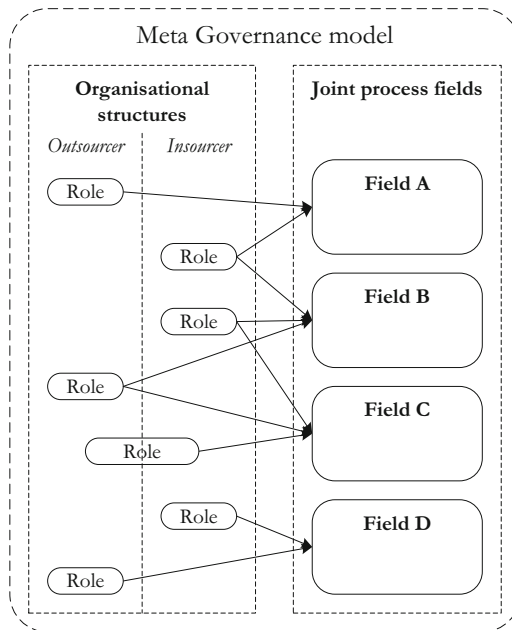 Meta Governance model
Organisational
structures
Outsourcer
Insourcer
Role
Role
Role
Role
Role
Role
Role
Joint process fields
Field A
Field B
Field C
Field D